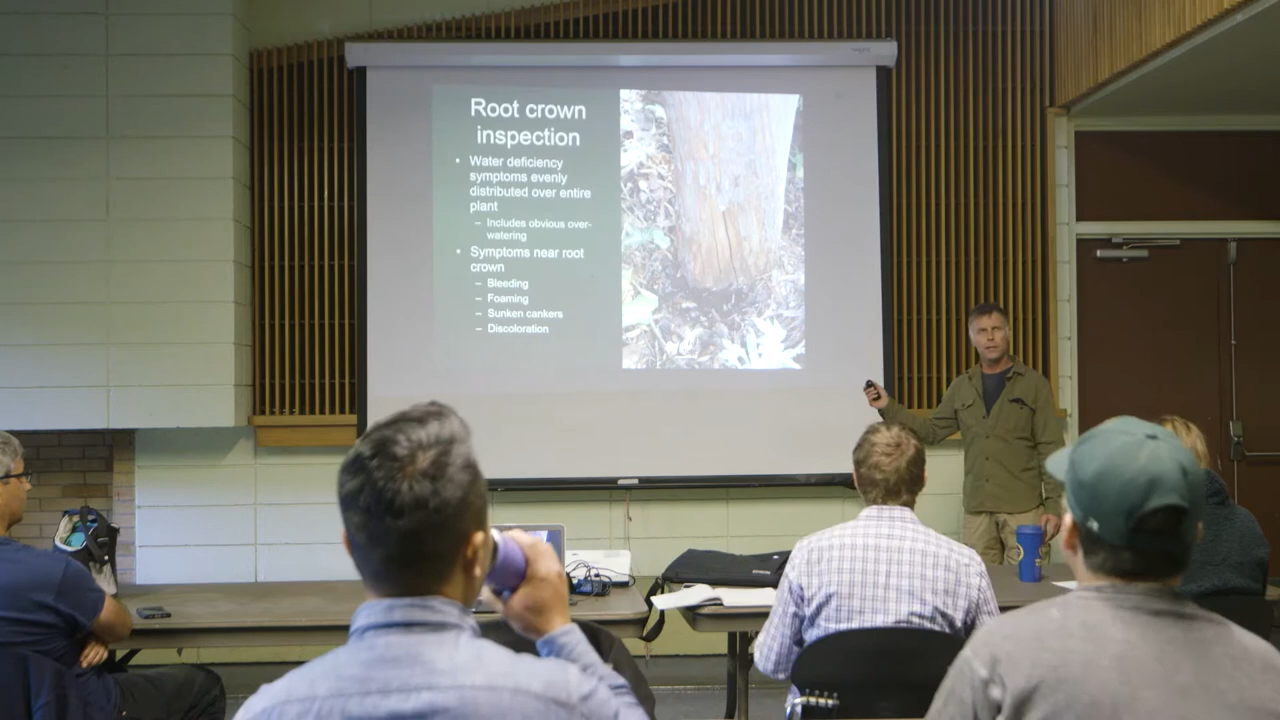 Root crown
inspection
• Water deficiency
symptoms evenly
distributed over entire
plant
– Includes obvious over-
watering
• Symptoms near root
crown
– Bleeding
– Foaming
– Sunken cankers
– Discoloration